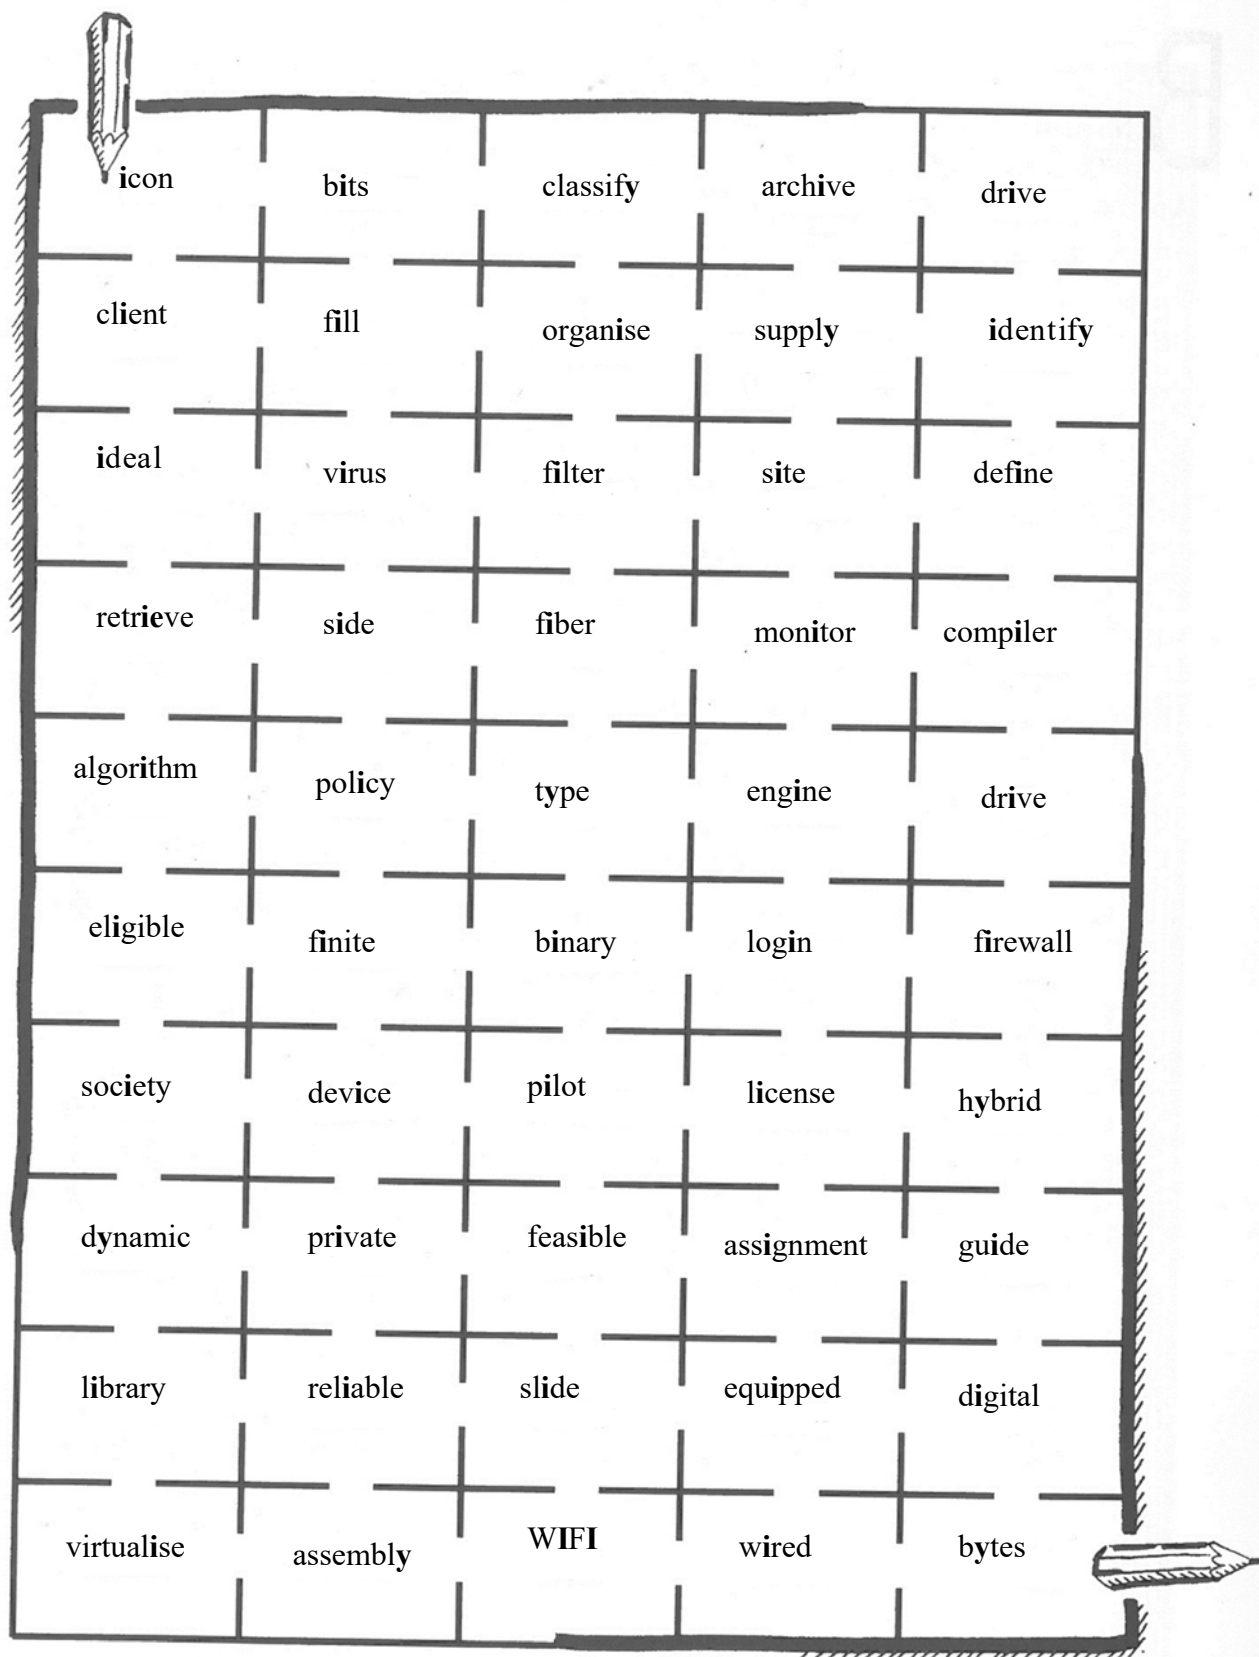 icon bits classify archive drive
client fill organise supply identify
ideal virus filter site define
retrieve side fiber monitor compiler
algorithm policy type engine drive
eligible finite binary login firewall
society device pilot license hybrid
dynamic private feasible assignment guide
library reliable slide equipped digital
virtualise assembly WIFI wired bytes